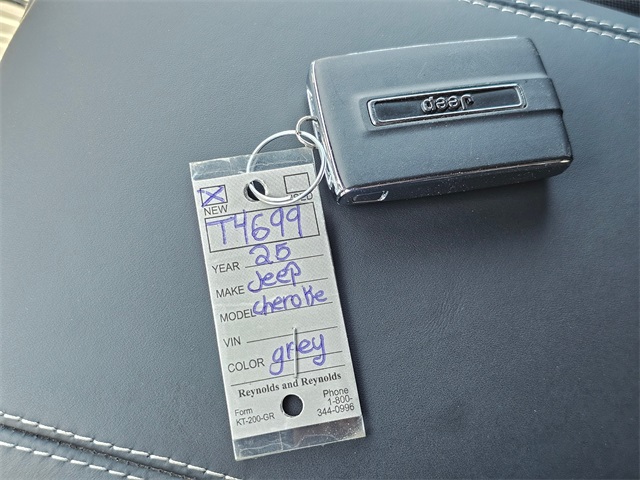 Jeep
NEW USED
T4699
YEAR 25
MAKE Jeep
MODEL cheroke
VIN
COLOR grey
Reynolds and Reynolds
Form
KT-200-GR
Phone
1-800-
344-0996